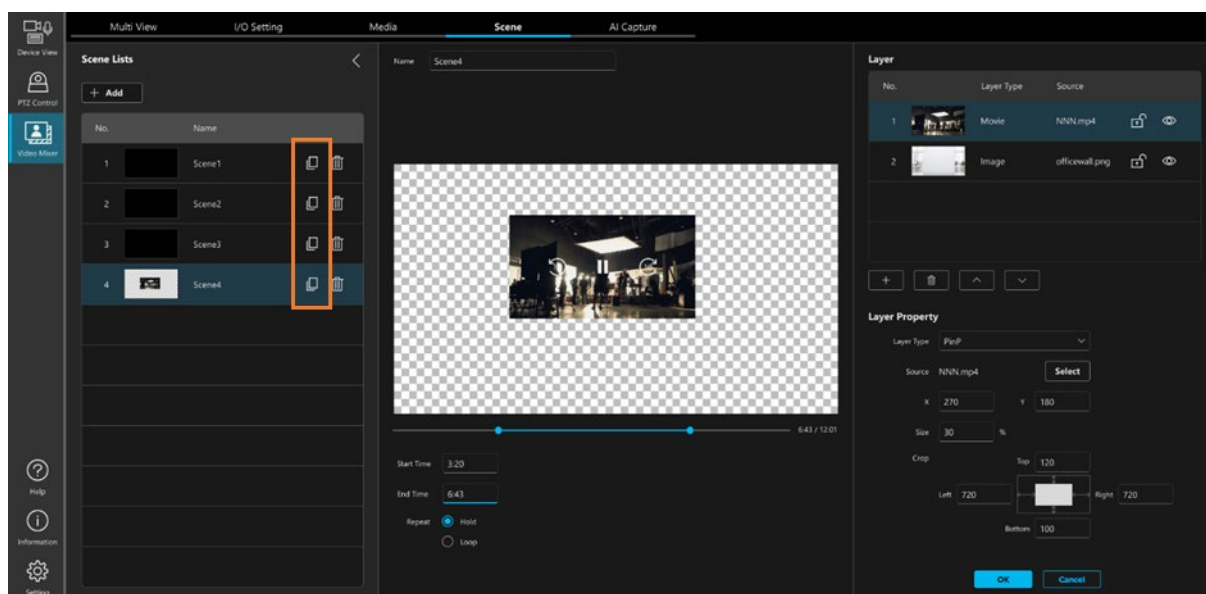 Multi View I/O Setting Media Scene AI Capture
Device View
PTZ Control
Video Mixer
Help
Information
Setting
Scene Lists
+ Add
No. Name
1 Scene1
2 Scene2
3 Scene3
4 Scene4
Name Scene4
6:43 / 12:01
Start Time 3:20
End Time 6:43
Repeat Hold
Loop
Layer
No. Layer Type Source
1 Movie NNN.mp4
2 Image officewall.png
Layer Property
Layer Type PinP
Source NNN.mp4 Select
X 270 Y 180
Size 30 %
Crop Top 120
Left 720 Right 720
Bottom 100
OK Cancel